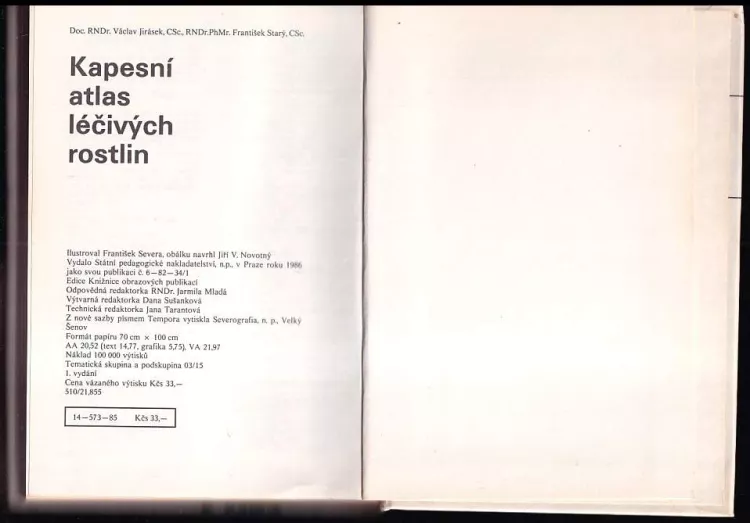 Doc. RNDr. Václav Jirásek, CSc., RNDr.PhMr. František Starý, CSc.
Kapesní
atlas
léčivých
rostlin
Ilustroval František Severa, obálku navrhl Jiří V. Novotný
Vydalo Státní pedagogické nakladatelství, n.p., v Praze roku 1986
jako svou publikaci č. 6—82—34/1
Edice Knižnice obrazových publikací
Odpovědná redaktorka RNDr. Jarmila Mladá
Výtvarná redaktorka Dana Sušanková
Technická redaktorka Jana Tarantová
Z nové sazby písmem Tempora vytiskla Severografia, n. p., Velký
Šenov
Formát papíru 70 cm × 100 cm
AA 20,52 (text 14,77, grafika 5,75), VA 21,97
Náklad 100 000 výtisků
Tematická skupina a podskupina 03/15
1. vydání
Cena vázaného výtisku Kčs 33,—
510/21,855
14—573—85 Kčs 33,—